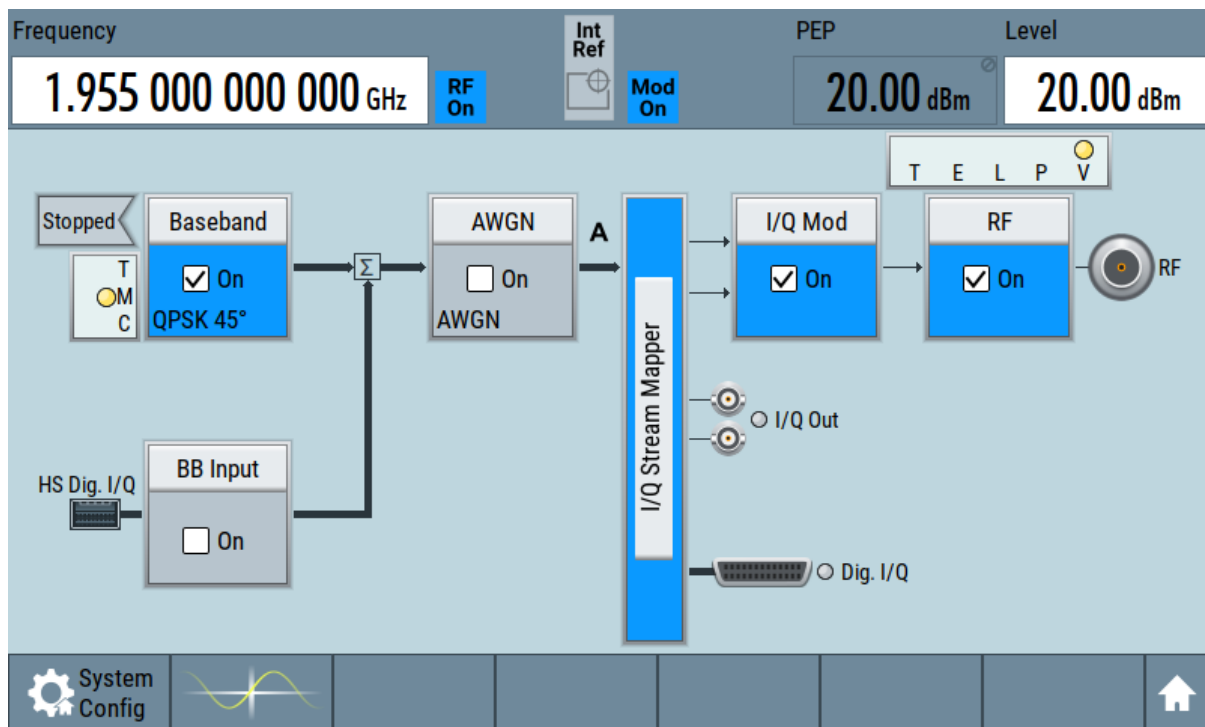 Frequency
Int
Ref
PEP
Level
1.955 000 000 000 GHz
RF
On
Mod
On
20.00 dBm
20.00 dBm
T E L P V
Stopped
Baseband
On
QPSK 45°
T
M
C
Σ
AWGN
On
AWGN
A
I/Q Stream Mapper
I/Q Mod
On
RF
On
RF
I/Q Out
HS Dig. I/Q
BB Input
On
Dig. I/Q
System
Config